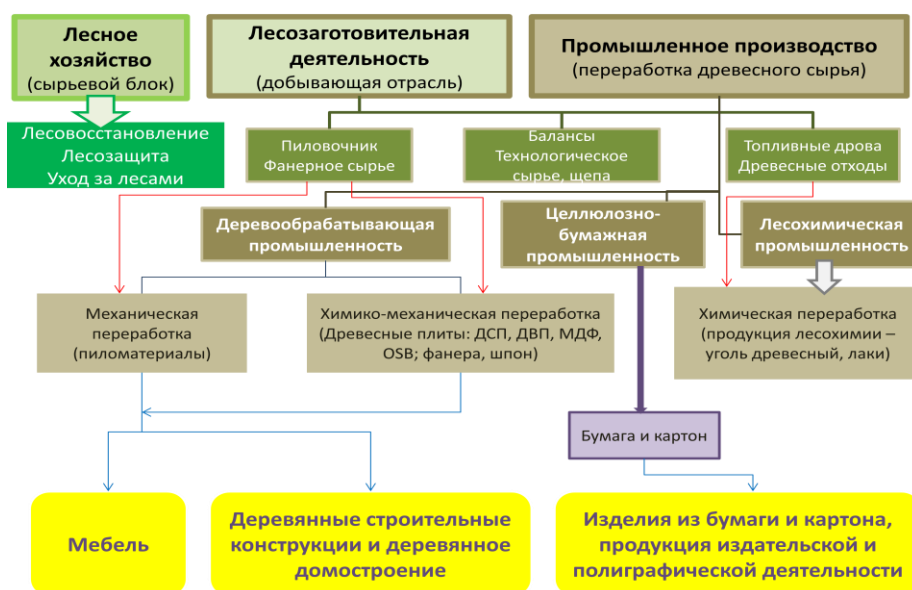 Лесное
хозяйство
(сырьевой блок)
Лесозаготовительная
деятельность
(добывающая отрасль)
Промышленное производство
(переработка древесного сырья)
Лесовосстановление
Лесозащита
Уход за лесами
Пиловочник
Фанерное сырье
Балансы
Технологическое
сырье, щепа
Топливные дрова
Древесные отходы
Деревообрабатывающая
промышленность
Целлюлозно-
бумажная
промышленность
Лесохимическая
промышленность
Механическая
переработка
(пиломатериалы)
Химико-механическая переработка
(Древесные плиты: ДСП, ДВП, МДФ,
OSB; фанера, шпон)
Химическая переработка
(продукция лесохимии –
уголь древесный, лаки)
Бумага и картон
Мебель
Деревянные строительные
конструкции и деревянное
домостроение
Изделия из бумаги и картона,
продукция издательской и
полиграфической деятельности